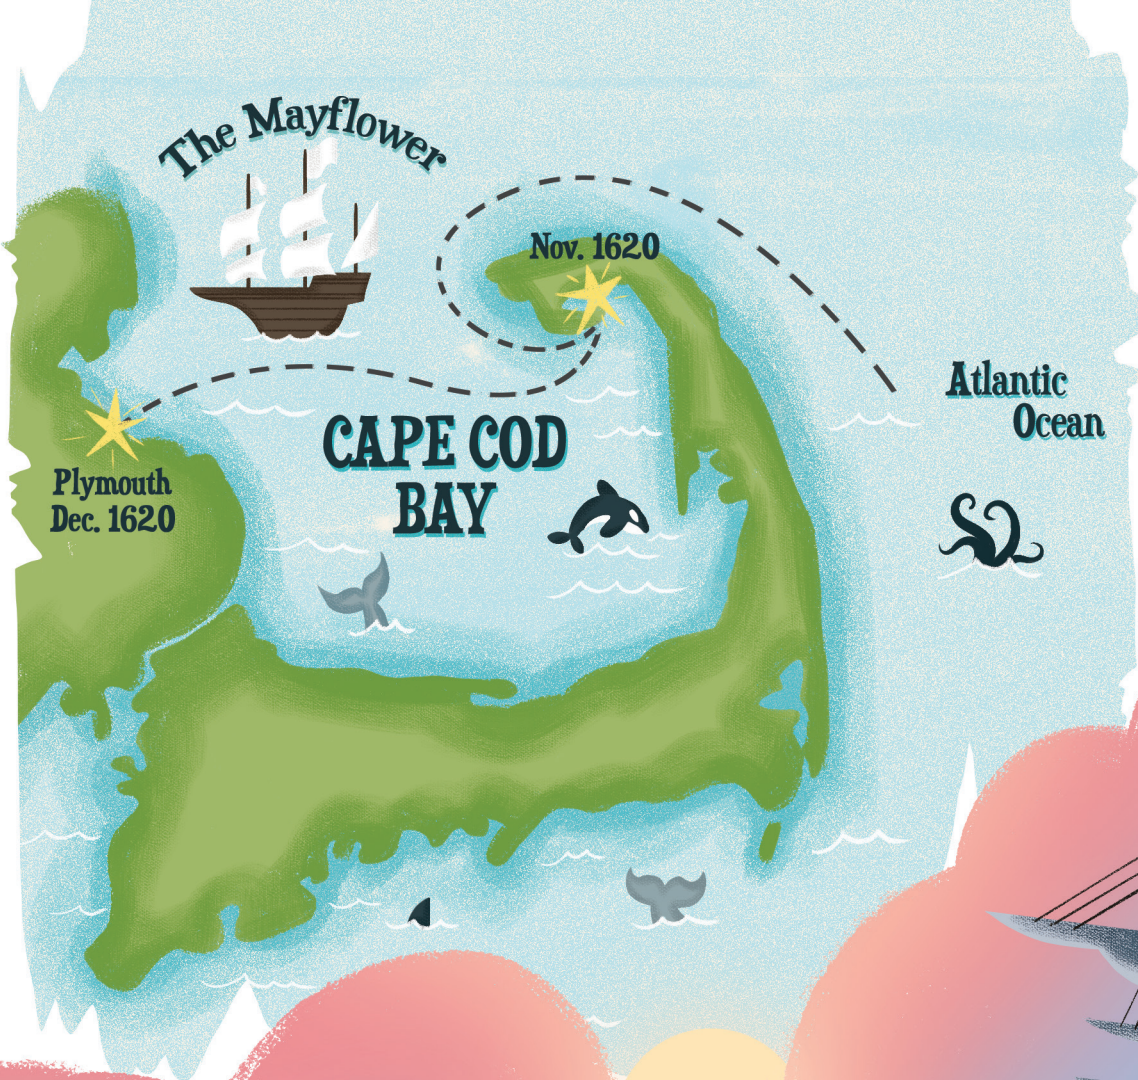 The Mayflower
Nov. 1620
Atlantic
Ocean
CAPE COD
BAY
Plymouth
Dec. 1620